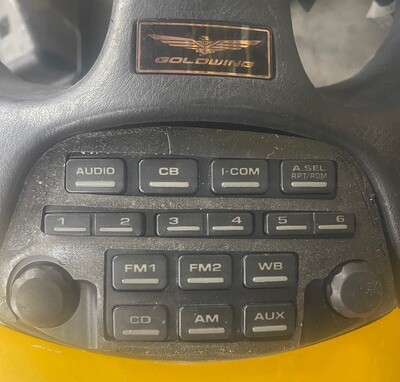 GOLDWING
AUDIO CB I-COM A.SEL
RPT/RDM
1 2 3 4 5 6
FM1 FM2 WB
CD AM AUX